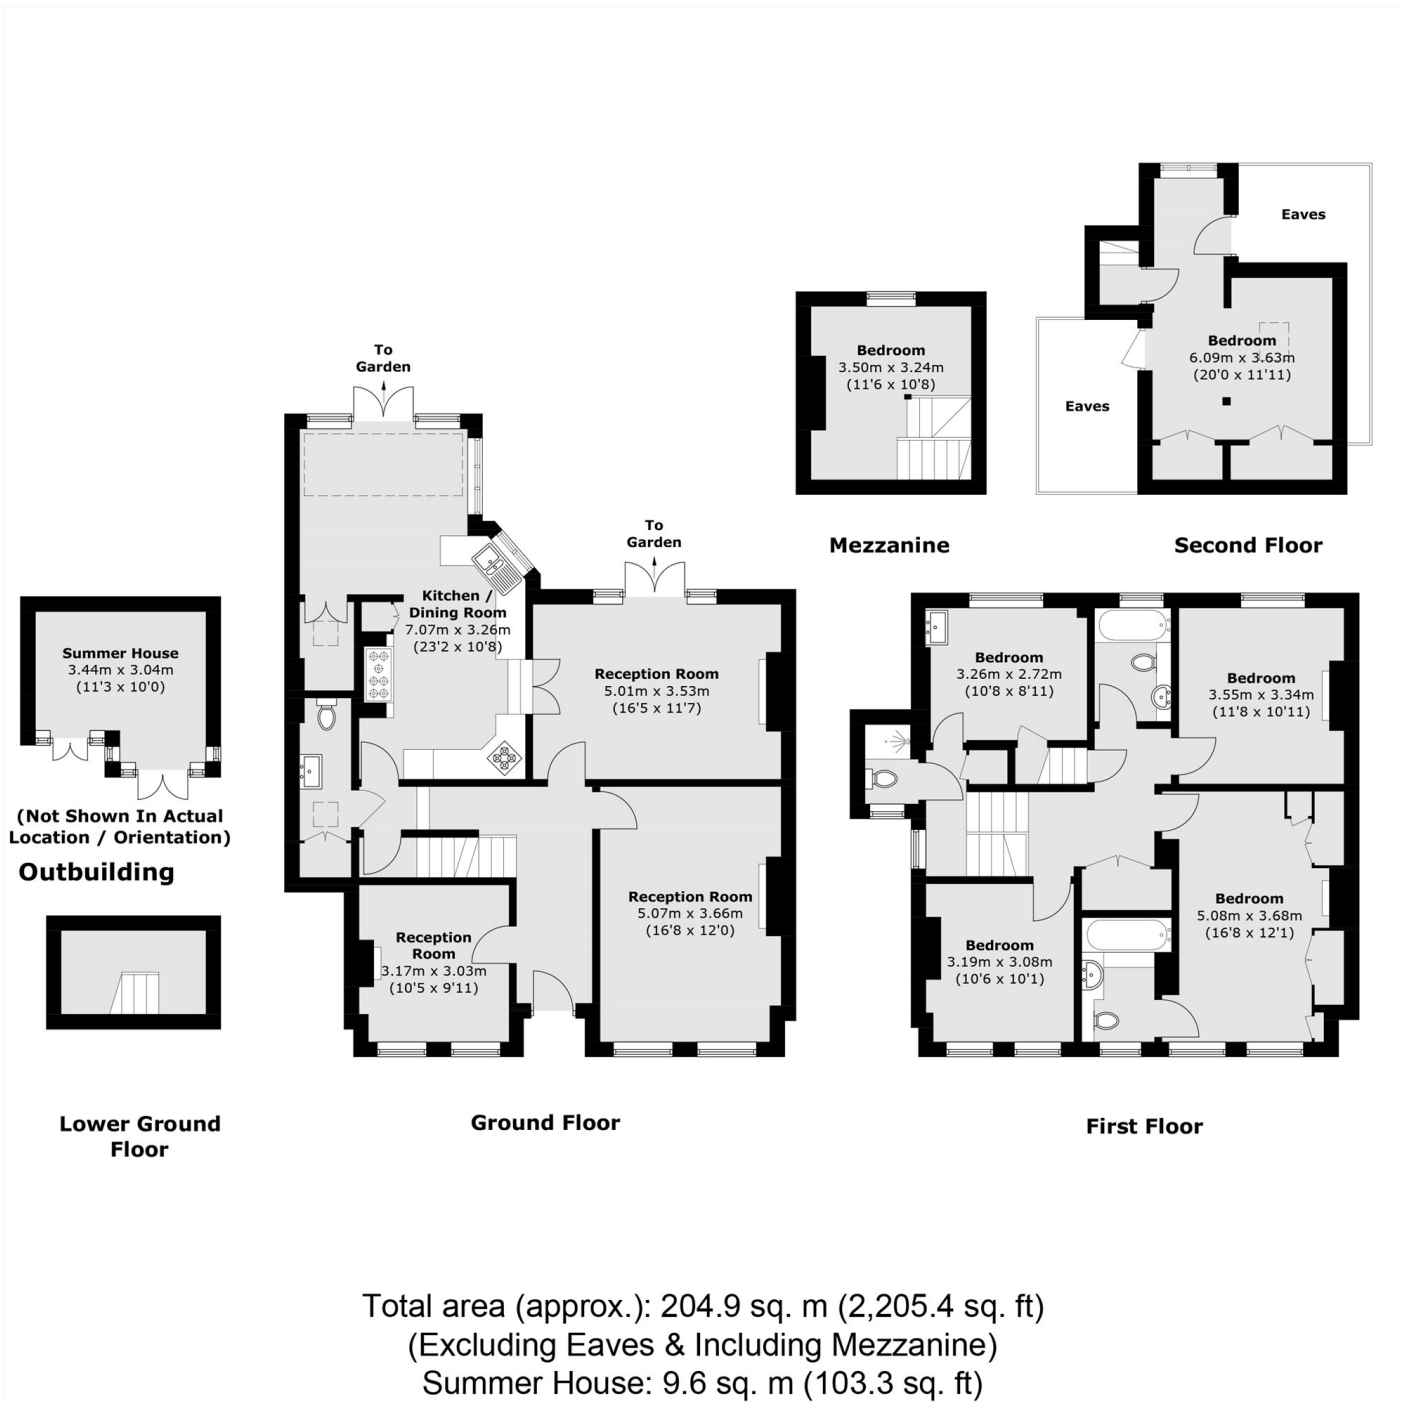 Eaves
Bedroom
6.09m x 3.63m
(20'0 x 11'11)
Eaves
Second Floor
Bedroom
3.50m x 3.24m
(11'6 x 10'8)
Mezzanine
To
Garden
To
Garden
Kitchen /
Dining Room
7.07m x 3.26m
(23'2 x 10'8)
Reception Room
5.01m x 3.53m
(16'5 x 11'7)
Reception Room
5.07m x 3.66m
(16'8 x 12'0)
Reception
Room
3.17m x 3.03m
(10'5 x 9'11)
Ground Floor
Summer House
3.44m x 3.04m
(11'3 x 10'0)
(Not Shown In Actual
Location / Orientation)
Outbuilding
Lower Ground
Floor
Bedroom
3.26m x 2.72m
(10'8 x 8'11)
Bedroom
3.55m x 3.34m
(11'8 x 10'11)
Bedroom
5.08m x 3.68m
(16'8 x 12'1)
Bedroom
3.19m x 3.08m
(10'6 x 10'1)
First Floor
Total area (approx.): 204.9 sq. m (2,205.4 sq. ft)
(Excluding Eaves & Including Mezzanine)
Summer House: 9.6 sq. m (103.3 sq. ft)